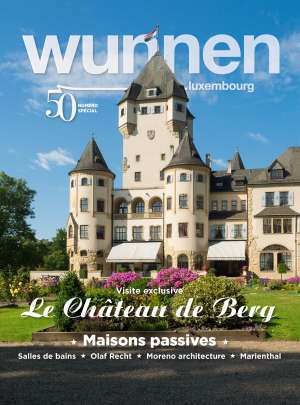 wunnen
.luxembourg
50 NUMÉRO
SPÉCIAL
Visite exclusive
Le Château de Berg
★ Maisons passives ★
Salles de bains ★ Olaf Recht ★ Moreno architecture ★ Marienthal